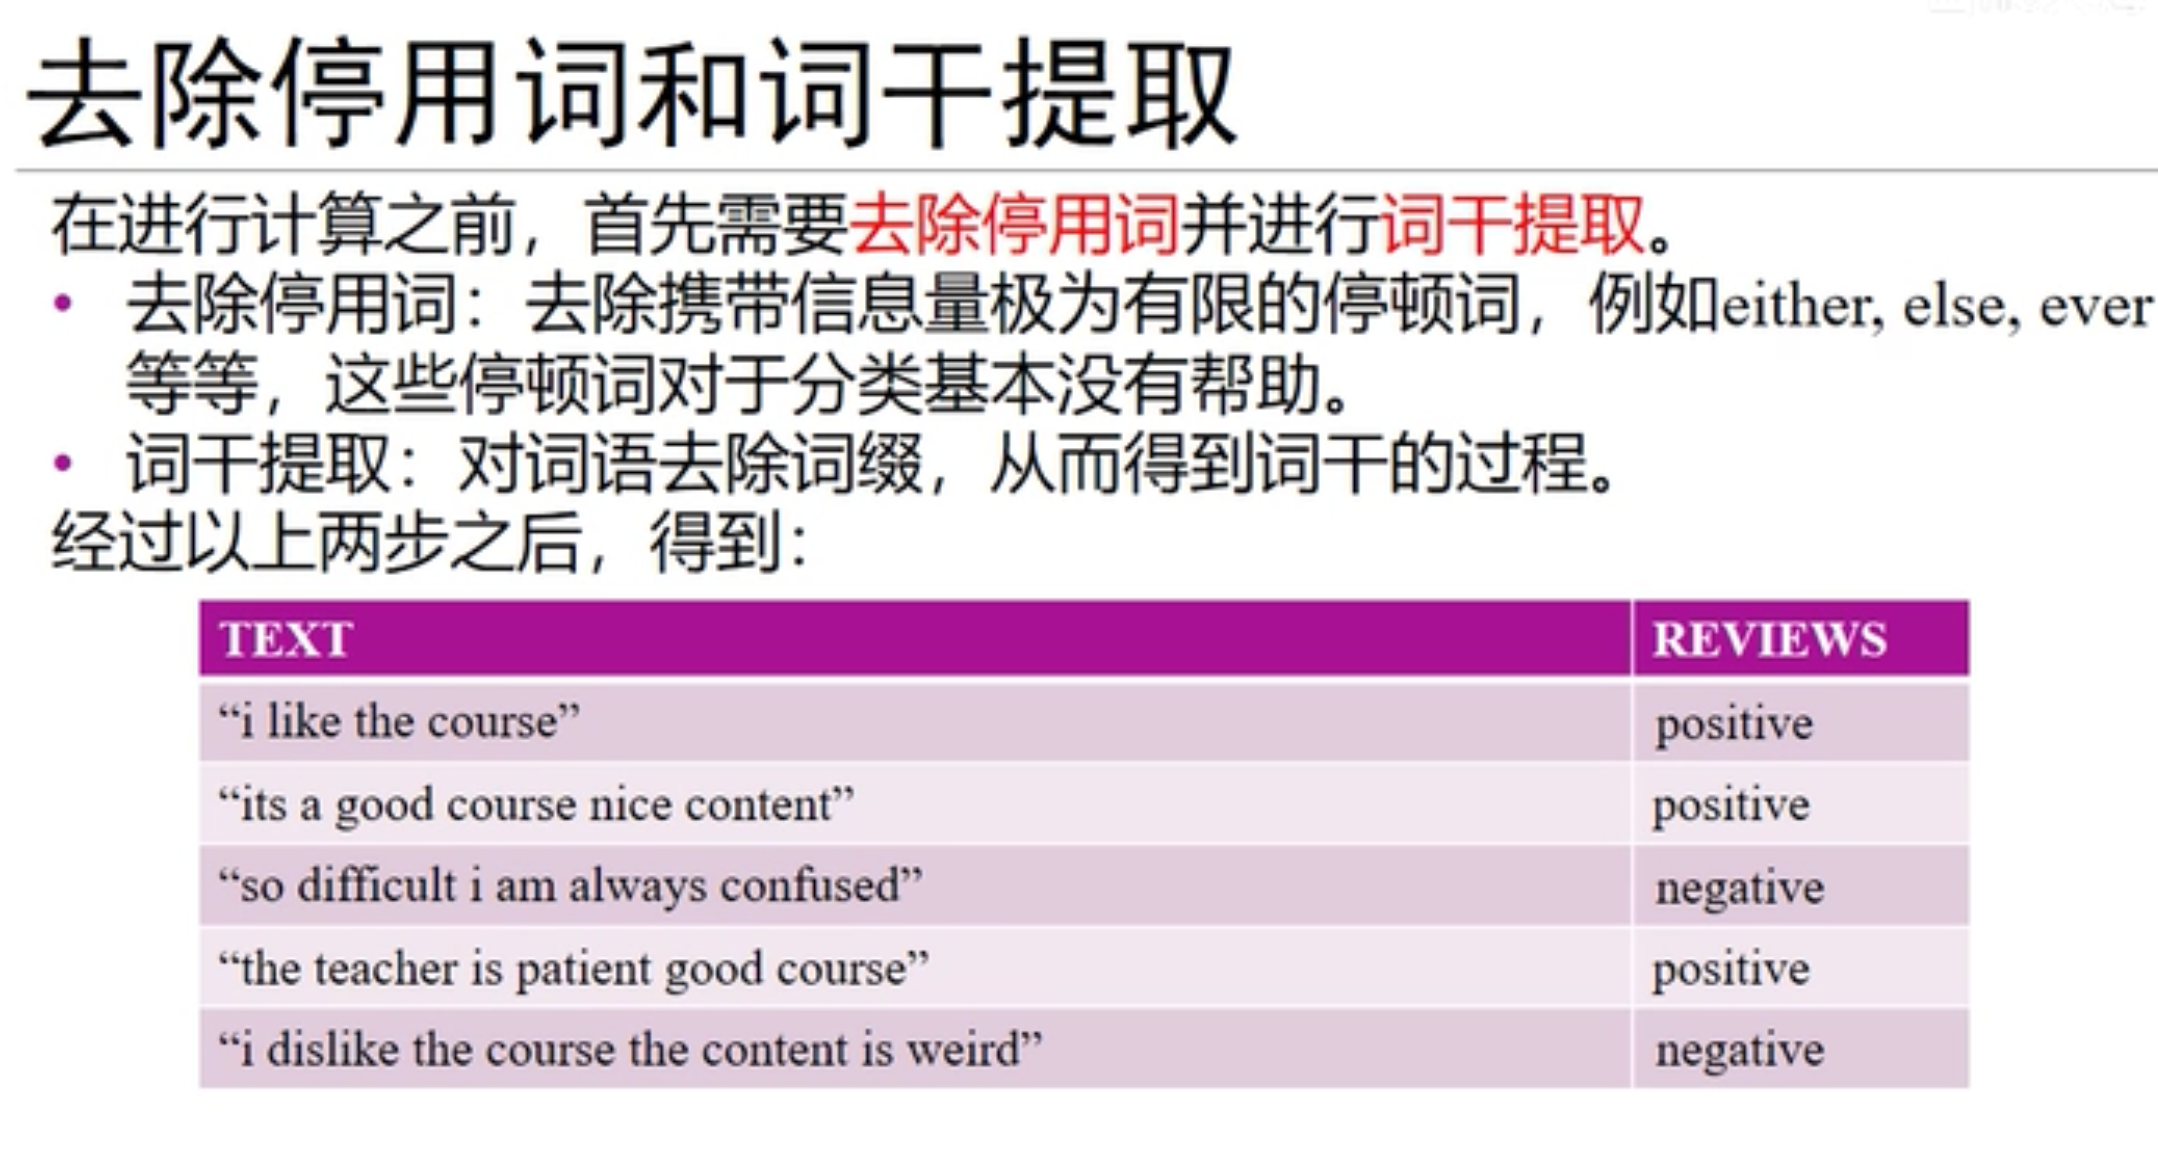 去除停用词和词干提取
在进行计算之前，首先需要去除停用词并进行词干提取。
• 去除停用词：去除携带信息量极为有限的停顿词，例如either, else, ever
等等，这些停顿词对于分类基本没有帮助。
• 词干提取：对词语去除词缀，从而得到词干的过程。
经过以上两步之后，得到：
TEXT REVIEWS
“i like the course” positive
“its a good course nice content” positive
“so difficult i am always confused” negative
“the teacher is patient good course” positive
“i dislike the course the content is weird” negative